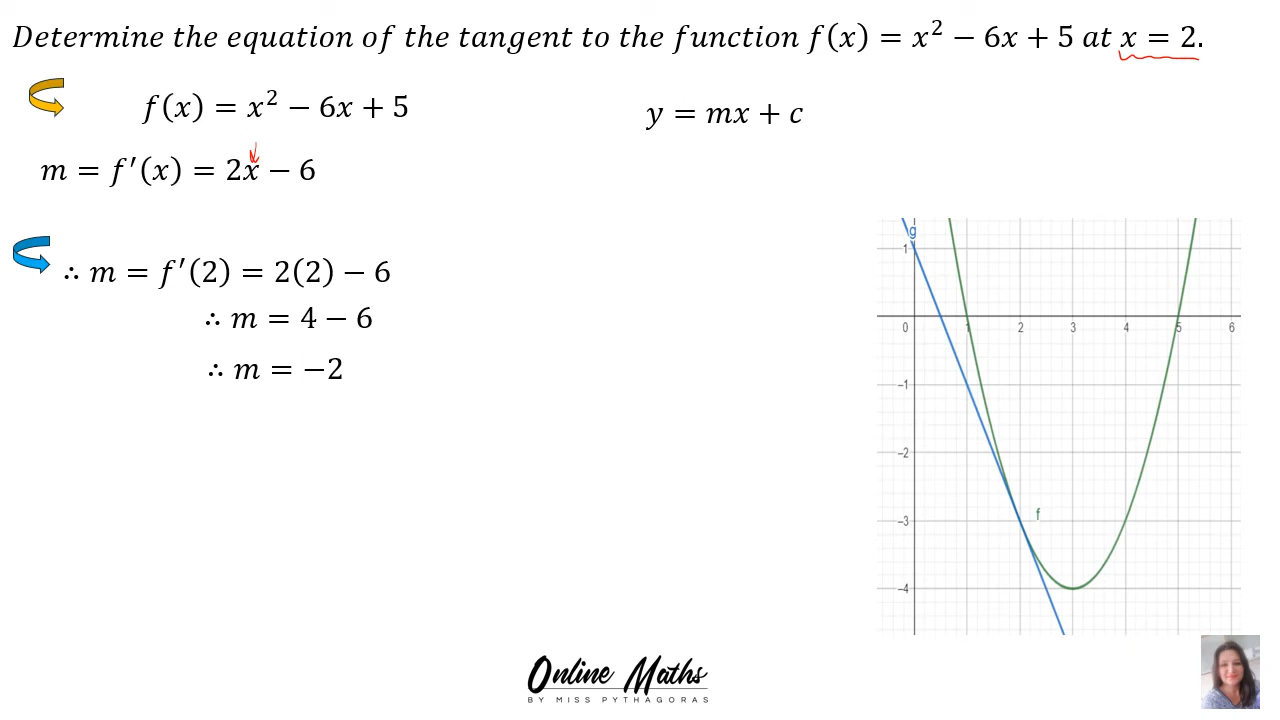 Determine the equation of the tangent to the function f(x) = x² − 6x + 5 at x = 2.
f(x) = x² − 6x + 5
y = mx + c
m = f′(x) = 2x − 6
∴ m = f′(2) = 2(2) − 6
∴ m = 4 − 6
∴ m = −2
g
1
0 1 2 3 4 5 6
−1
−2
−3
f
−4
Online Maths
BY MISS PYTHAGORAS